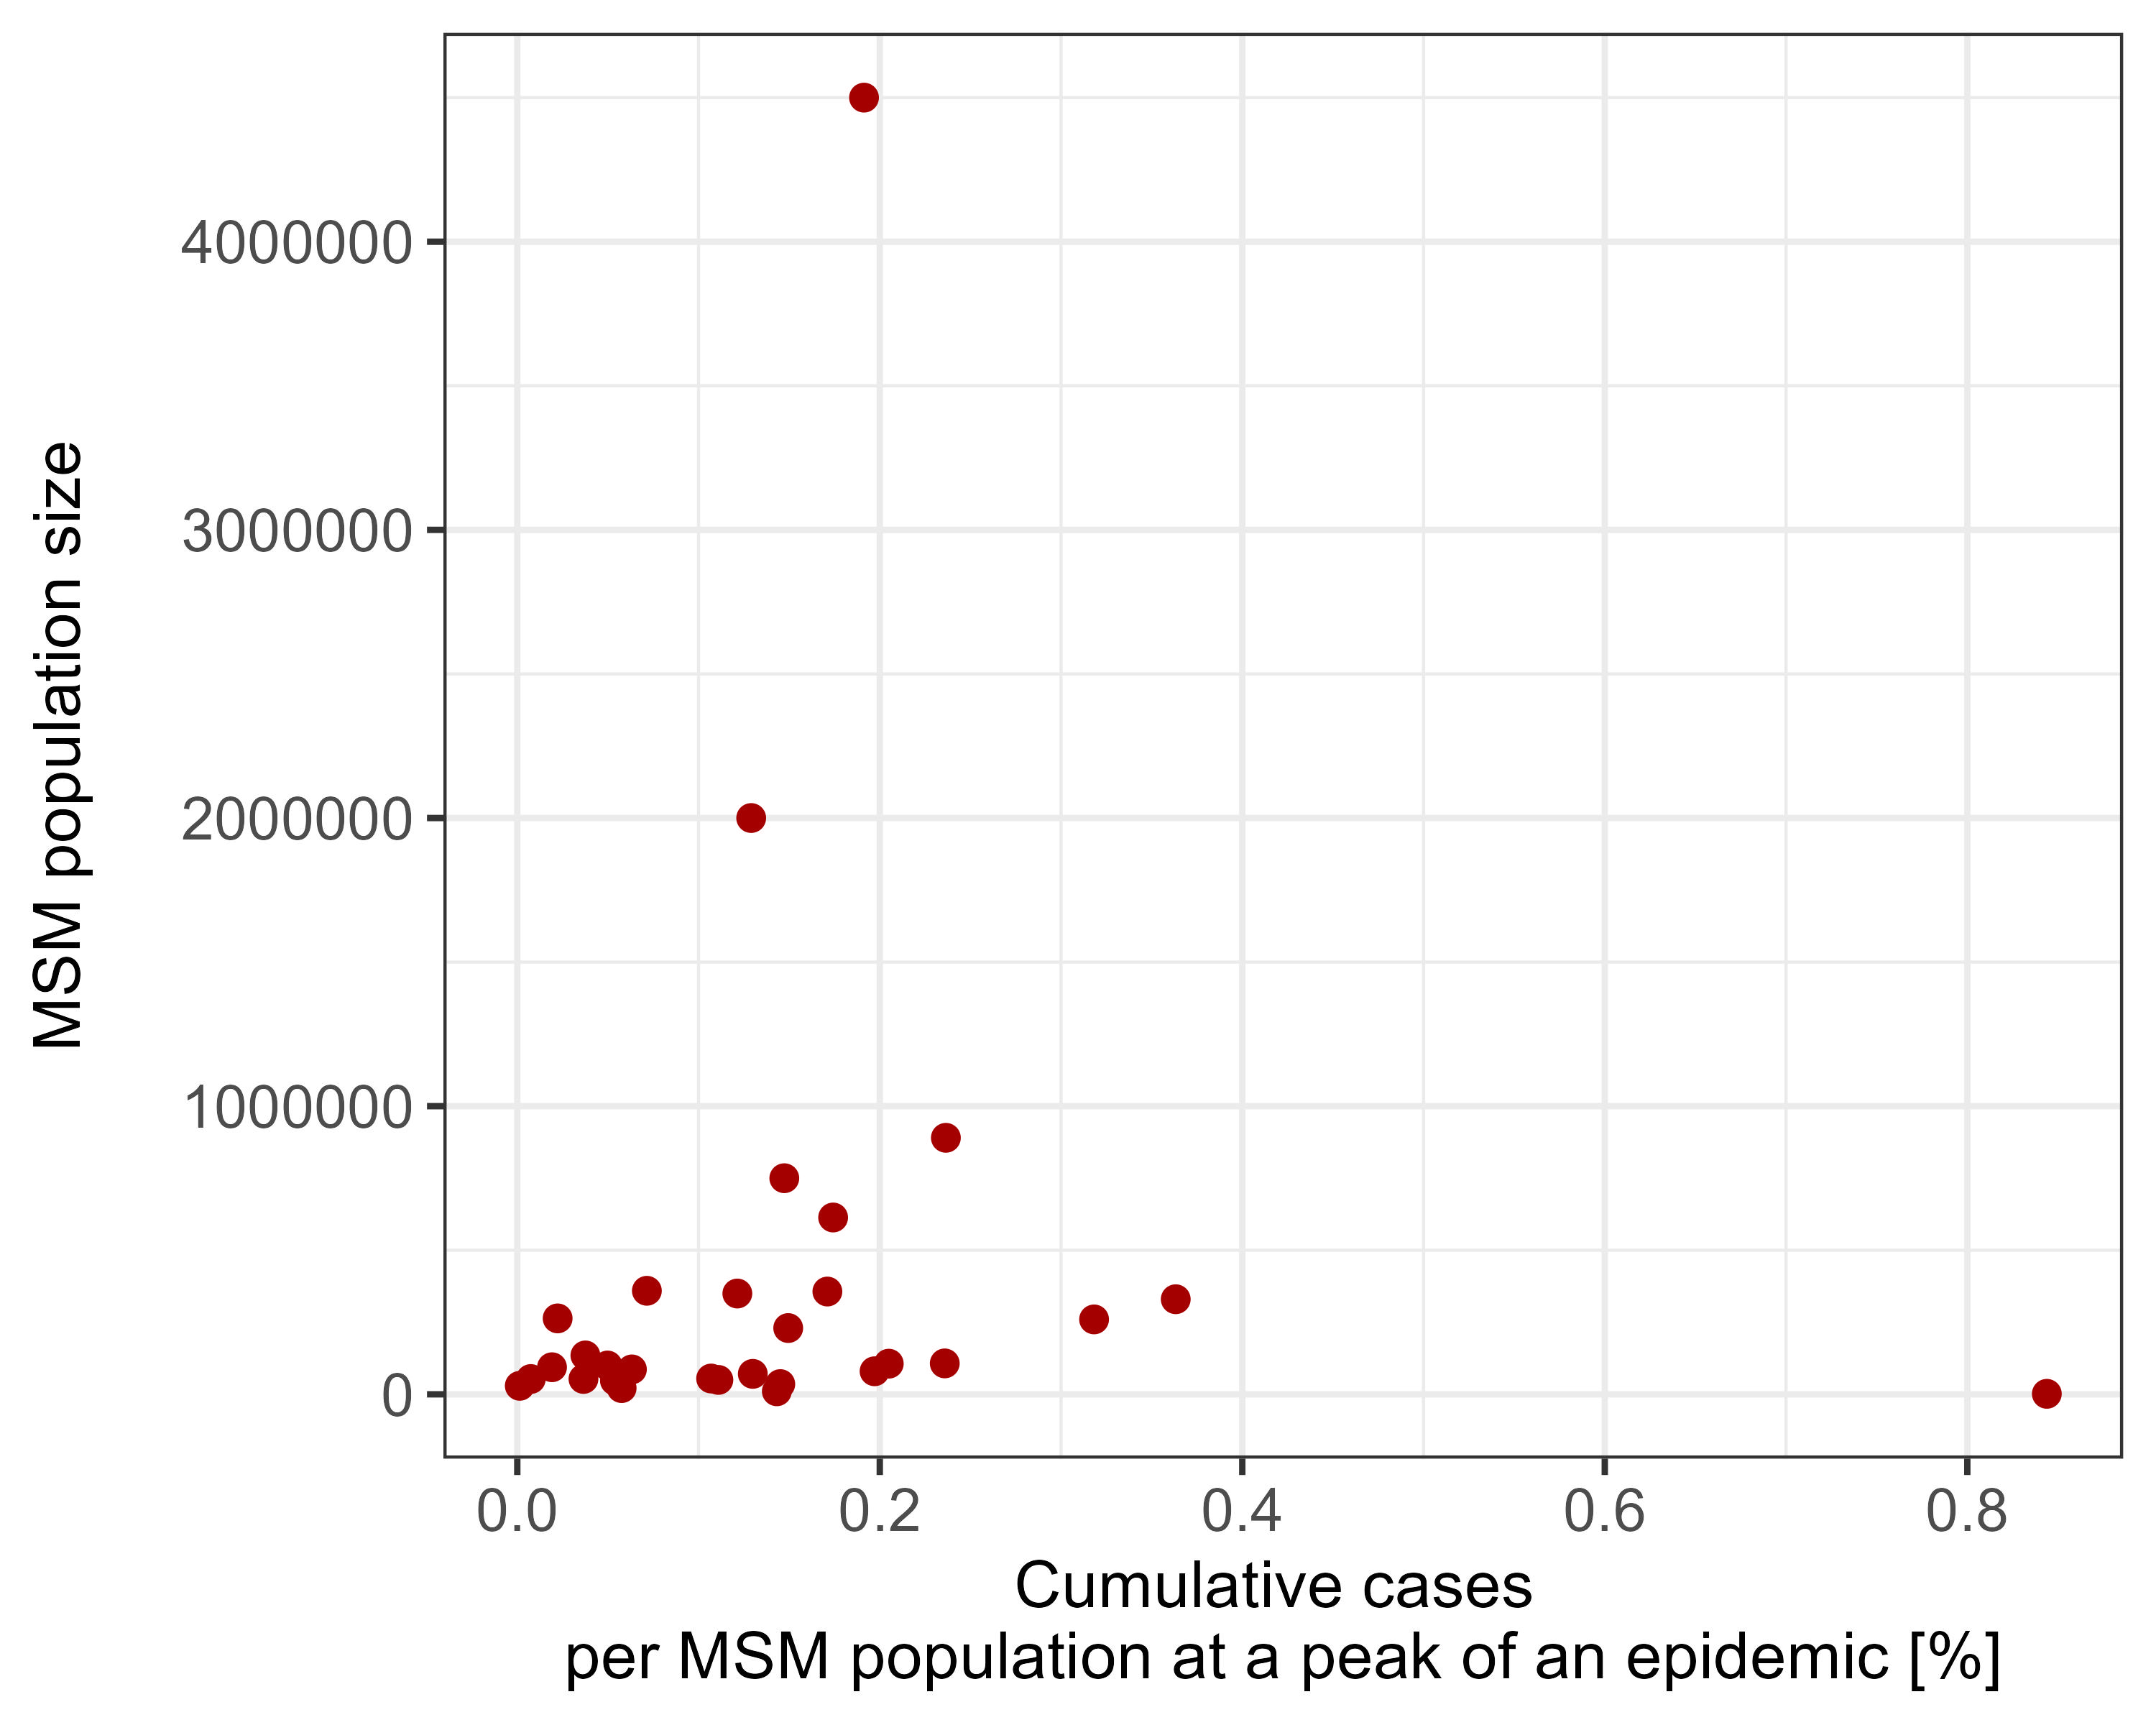 MSM population size
4000000
3000000
2000000
1000000
0
0.0 0.2 0.4 0.6 0.8
Cumulative cases
per MSM population at a peak of an epidemic [%]